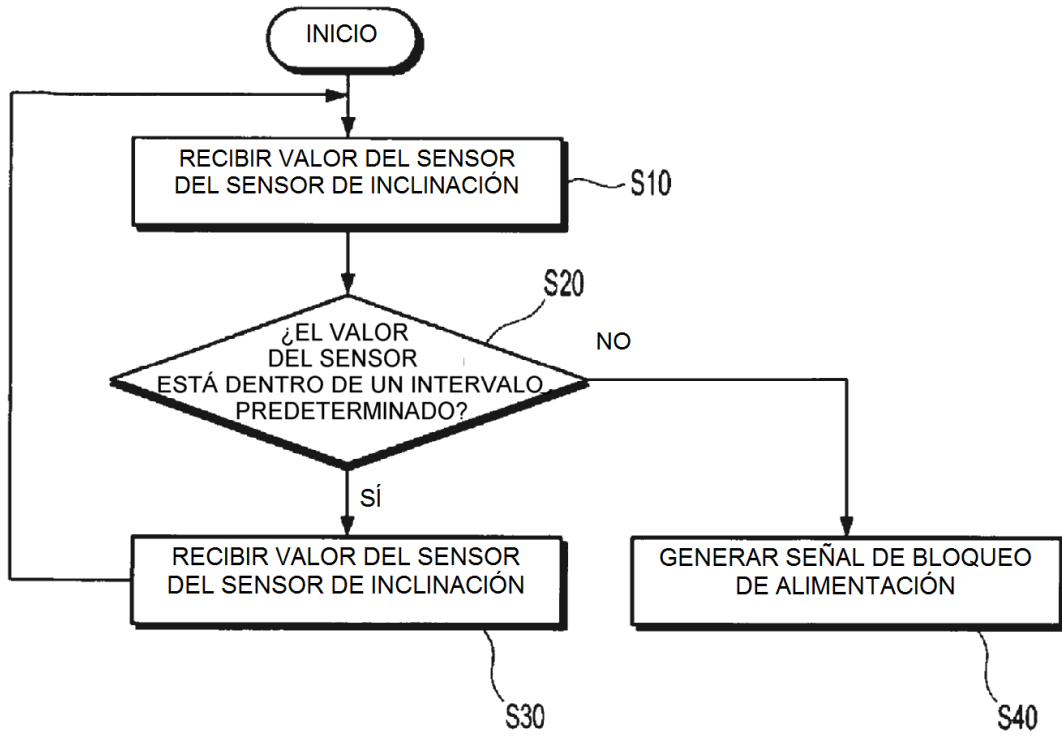 INICIO
RECIBIR VALOR DEL SENSOR
DEL SENSOR DE INCLINACIÓN
S10
S20
¿EL VALOR
DEL SENSOR
ESTÁ DENTRO DE UN INTERVALO
PREDETERMINADO?
NO
SÍ
RECIBIR VALOR DEL SENSOR
DEL SENSOR DE INCLINACIÓN
S30
GENERAR SEÑAL DE BLOQUEO
DE ALIMENTACIÓN
S40